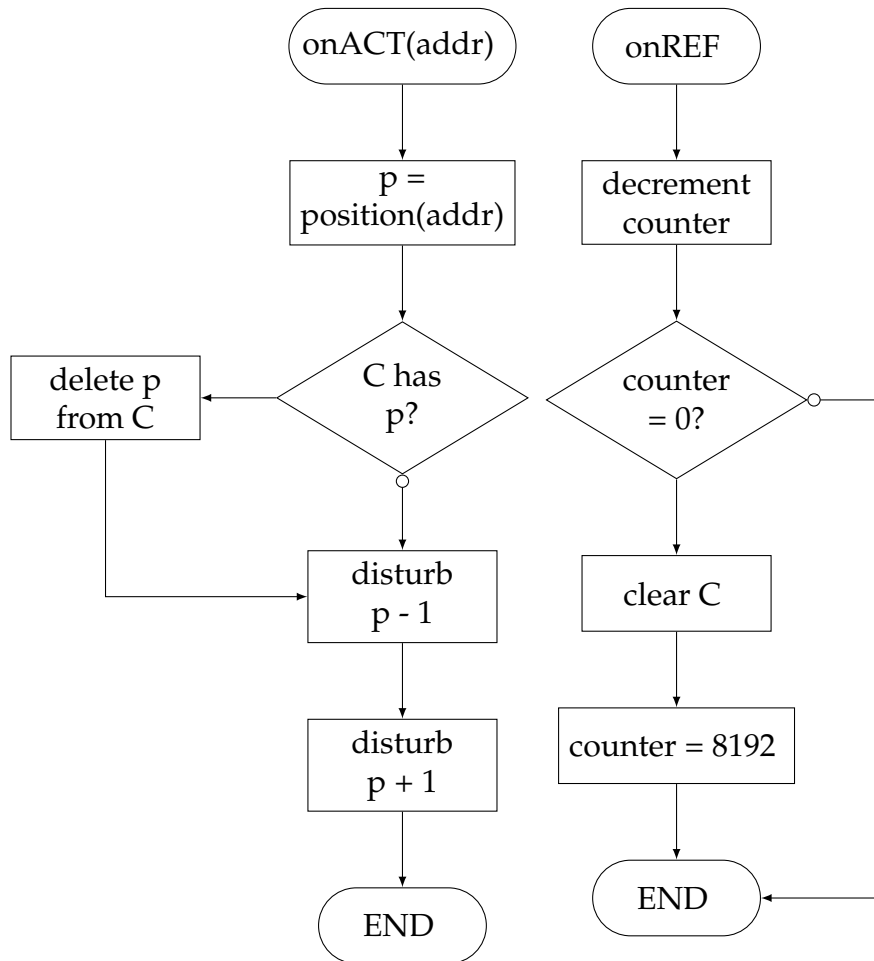 onACT(addr)
p =
position(addr)
C has
p?
delete p
from C
disturb
p - 1
disturb
p + 1
END
onREF
decrement
counter
counter
= 0?
clear C
counter = 8192
END